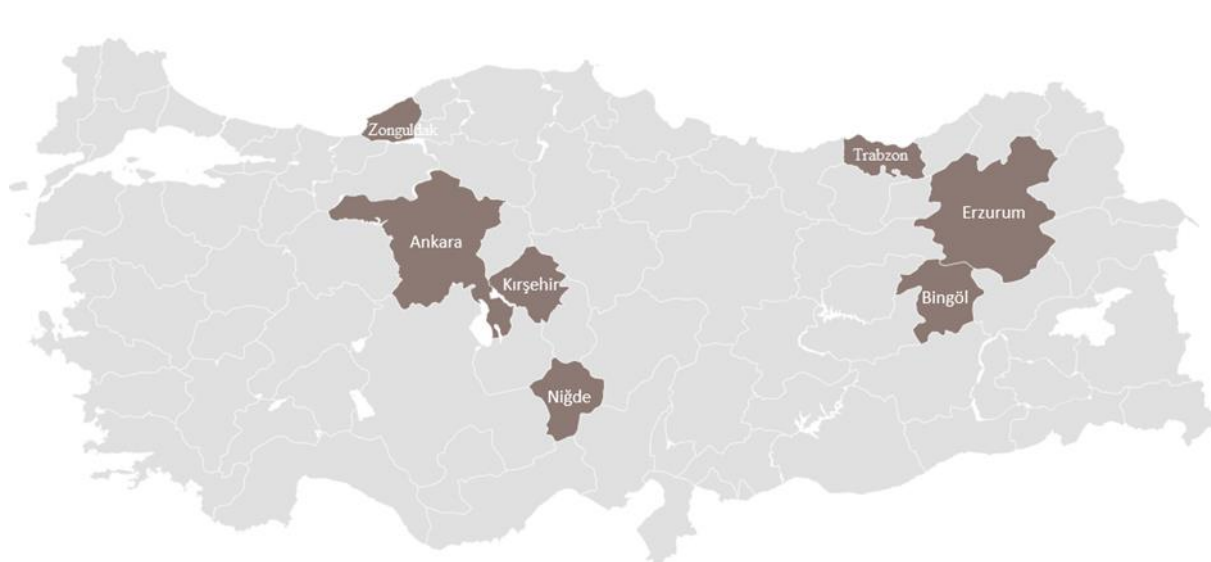 Zonguldak
Trabzon
Erzurum
Ankara
Kırşehir
Bingöl
Niğde